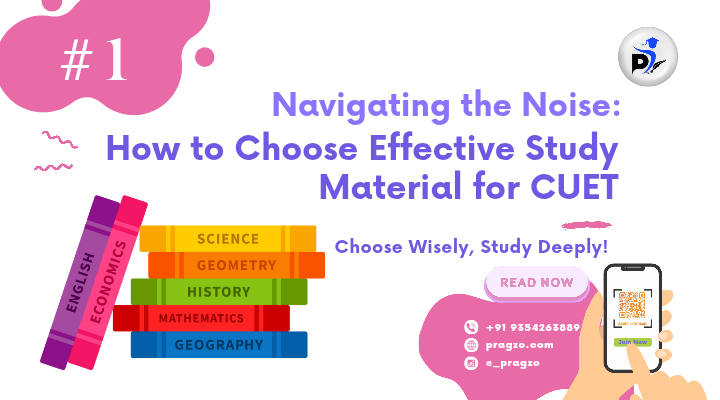 #1
Navigating the Noise:
How to Choose Effective Study
Material for CUET
Choose Wisely, Study Deeply!
READ NOW
ENGLISH
ECONOMICS
SCIENCE
GEOMETRY
HISTORY
MATHEMATICS
GEOGRAPHY
+91 9354263889
pragzo.com
@_pragzo
Join Now